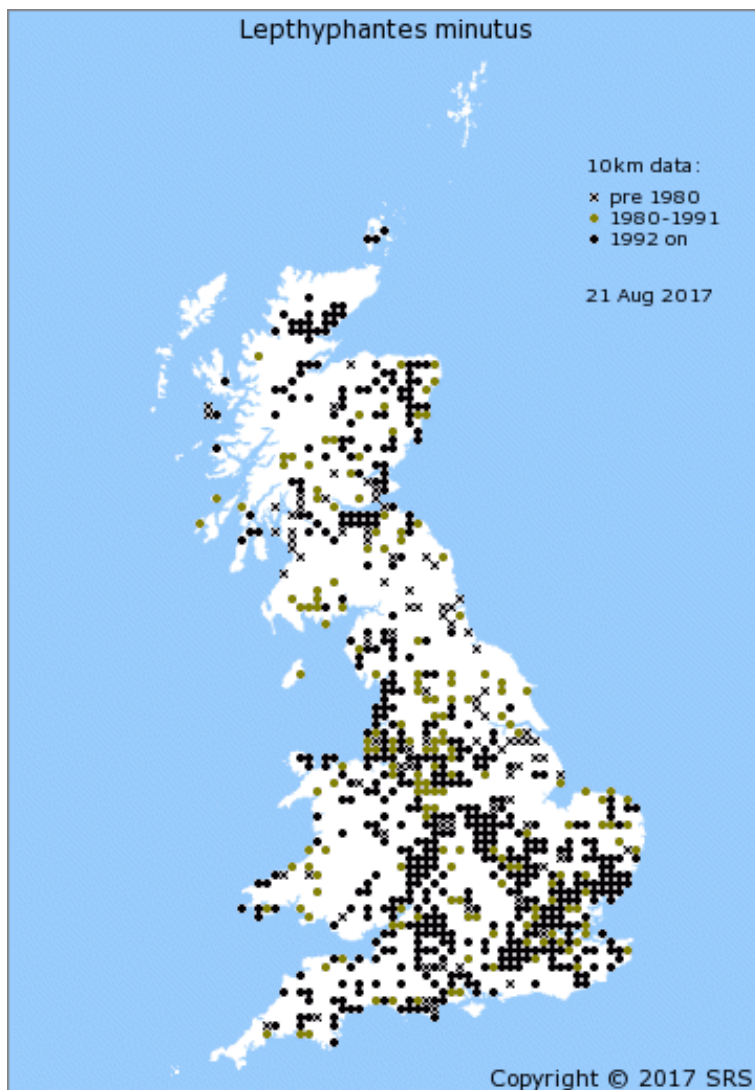 Lepthyphantes minutus
10km data:
pre 1980
1980-1991
1992 on
21 Aug 2017
Copyright © 2017 SRS